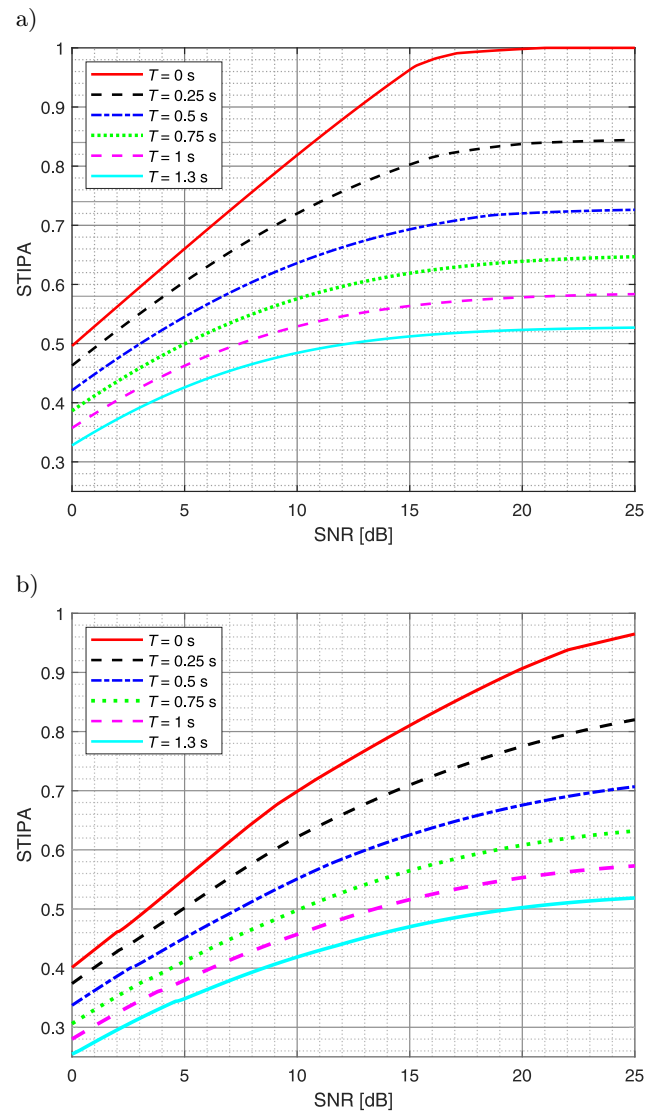 a)
1
0.9
0.8
0.7
0.6
0.5
0.4
0.3
STIPA
T = 0 s
T = 0.25 s
T = 0.5 s
T = 0.75 s
T = 1 s
T = 1.3 s
0 5 10 15 20 25
SNR [dB]
b)
1
0.9
0.8
0.7
0.6
0.5
0.4
0.3
STIPA
T = 0 s
T = 0.25 s
T = 0.5 s
T = 0.75 s
T = 1 s
T = 1.3 s
0 5 10 15 20 25
SNR [dB]